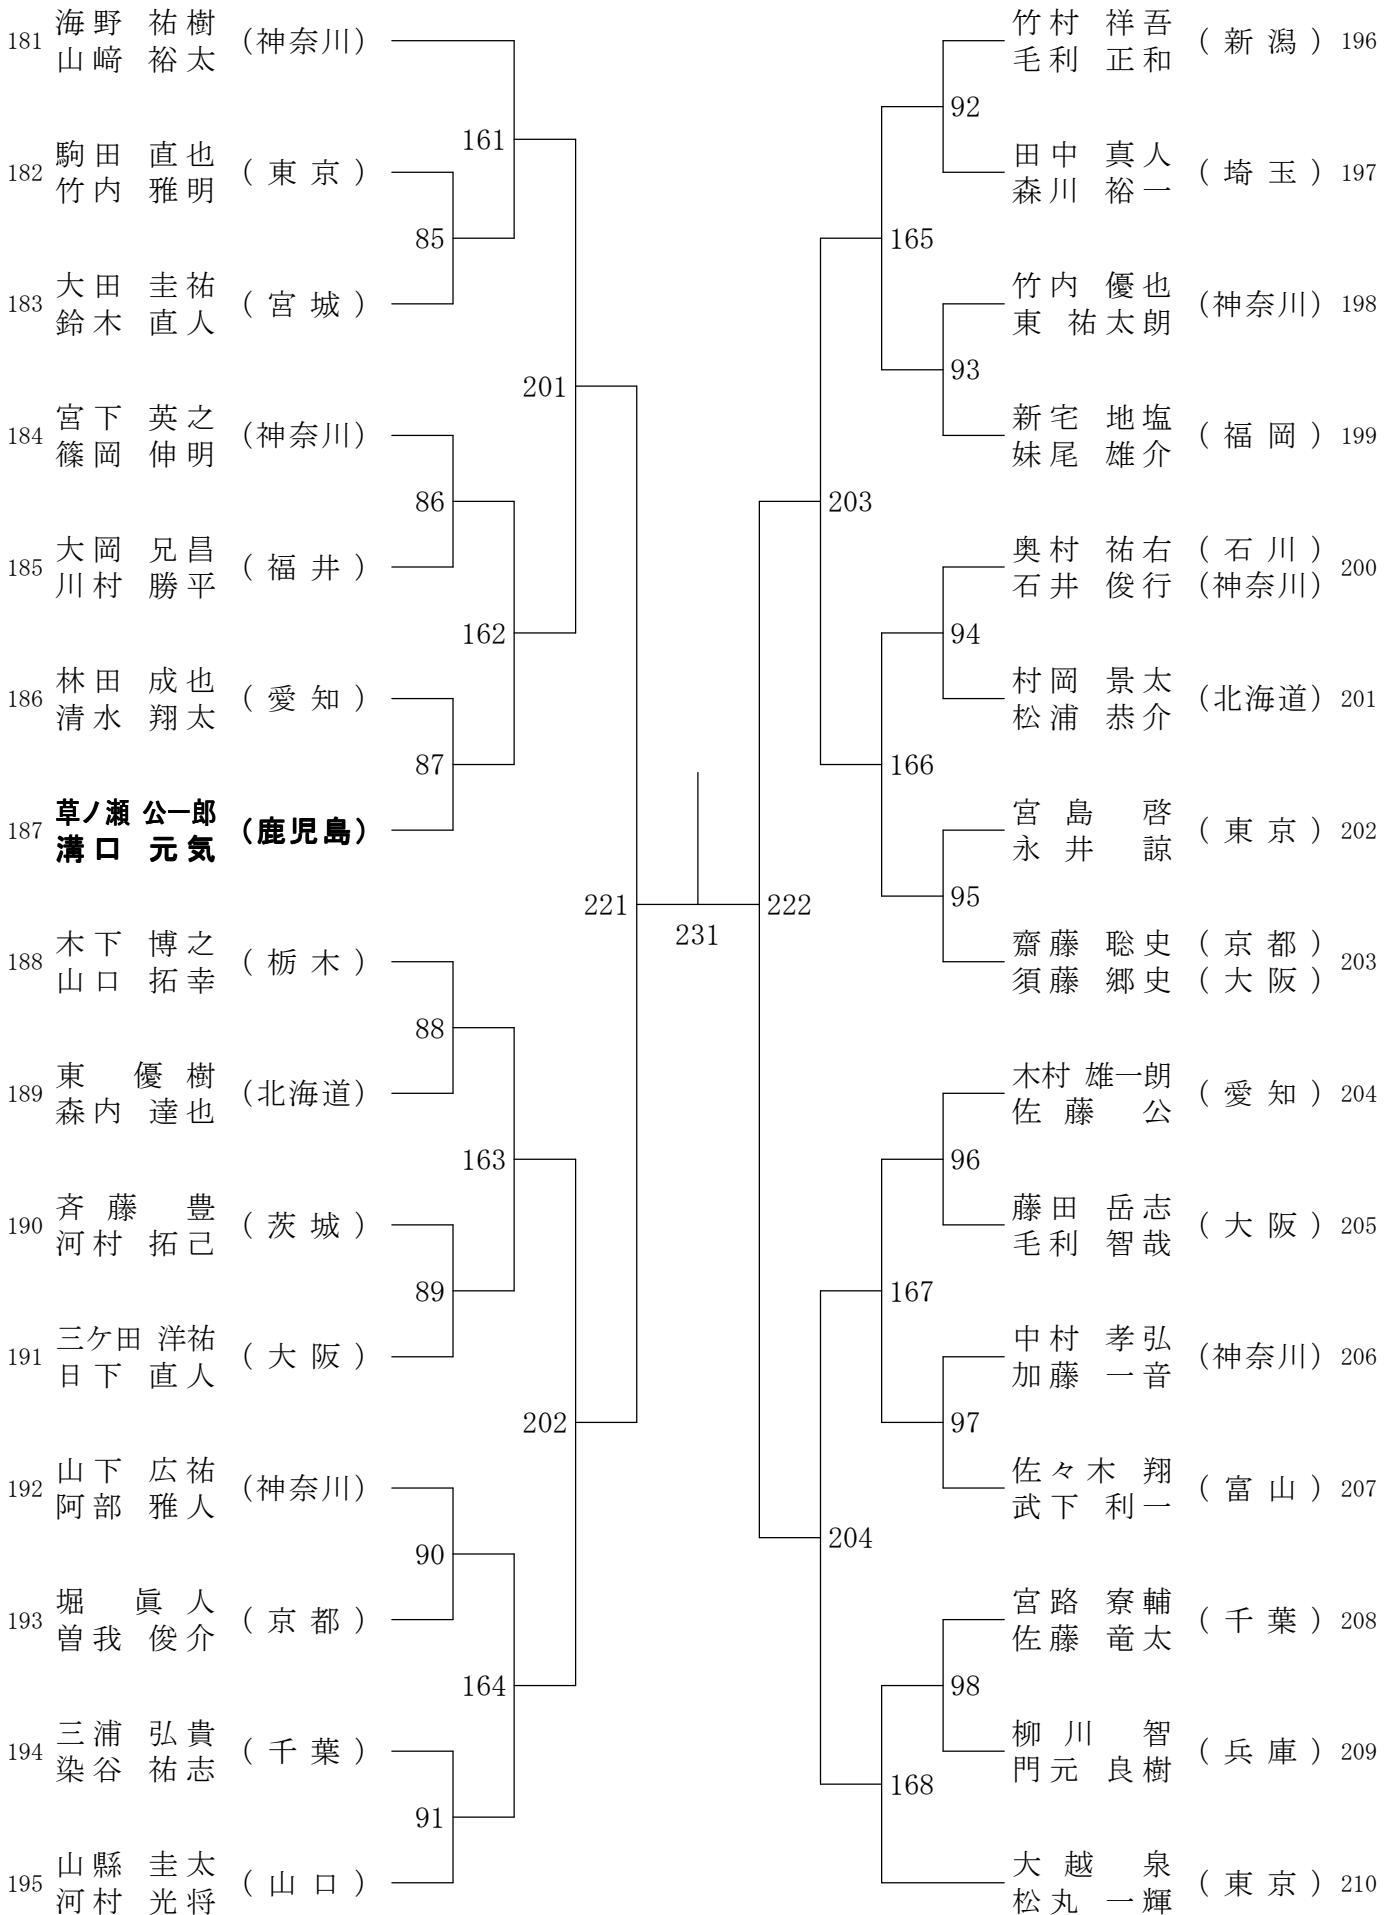 181 海野 祐樹 (神奈川)
山﨑 裕太
182 駒田 直也 (東京)
竹内 雅明
183 大田 圭祐 (宮城)
鈴木 直人
184 宮下 英之 (神奈川)
篠岡 伸明
185 大岡 兄昌 (福井)
川村 勝平
186 林田 成也 (愛知)
清水 翔太
187 草ノ瀬 公一郎 (鹿児島)
溝口 元気
188 木下 博之 (栃木)
山口 拓幸
189 東 優樹 (北海道)
森内 達也
190 斉藤 豊 (茨城)
河村 拓己
191 三ケ田 洋祐 (大阪)
日下 直人
192 山下 広祐 (神奈川)
阿部 雅人
193 堀 眞人 (京都)
曽我 俊介
194 三浦 弘貴 (千葉)
染谷 祐志
195 山縣 圭太 (山口)
河村 光将
85
86
87
88
89
90
91
161
162
163
164
201
202
221
231
222
203
204
165
166
167
168
92
93
94
95
96
97
98
竹村 祥吾 (新潟) 196
毛利 正和
田中 真人 (埼玉) 197
森川 裕一
竹内 優也 (神奈川) 198
東 祐太朗
新宅 地塩 (福岡) 199
妹尾 雄介
奥村 祐右 (石川) 200
石井 俊行 (神奈川)
村岡 景太 (北海道) 201
松浦 恭介
宮島 啓 (東京) 202
永井 諒
齋藤 聡史 (京都) 203
須藤 郷史 (大阪)
木村 雄一朗 (愛知) 204
佐藤 公
藤田 岳志 (大阪) 205
毛利 智哉
中村 孝弘 (神奈川) 206
加藤 一音
佐々木 翔 (富山) 207
武下 利一
宮路 寮輔 (千葉) 208
佐藤 竜太
柳川 智 (兵庫) 209
門元 良樹
大越 泉 (東京) 210
松丸 一輝